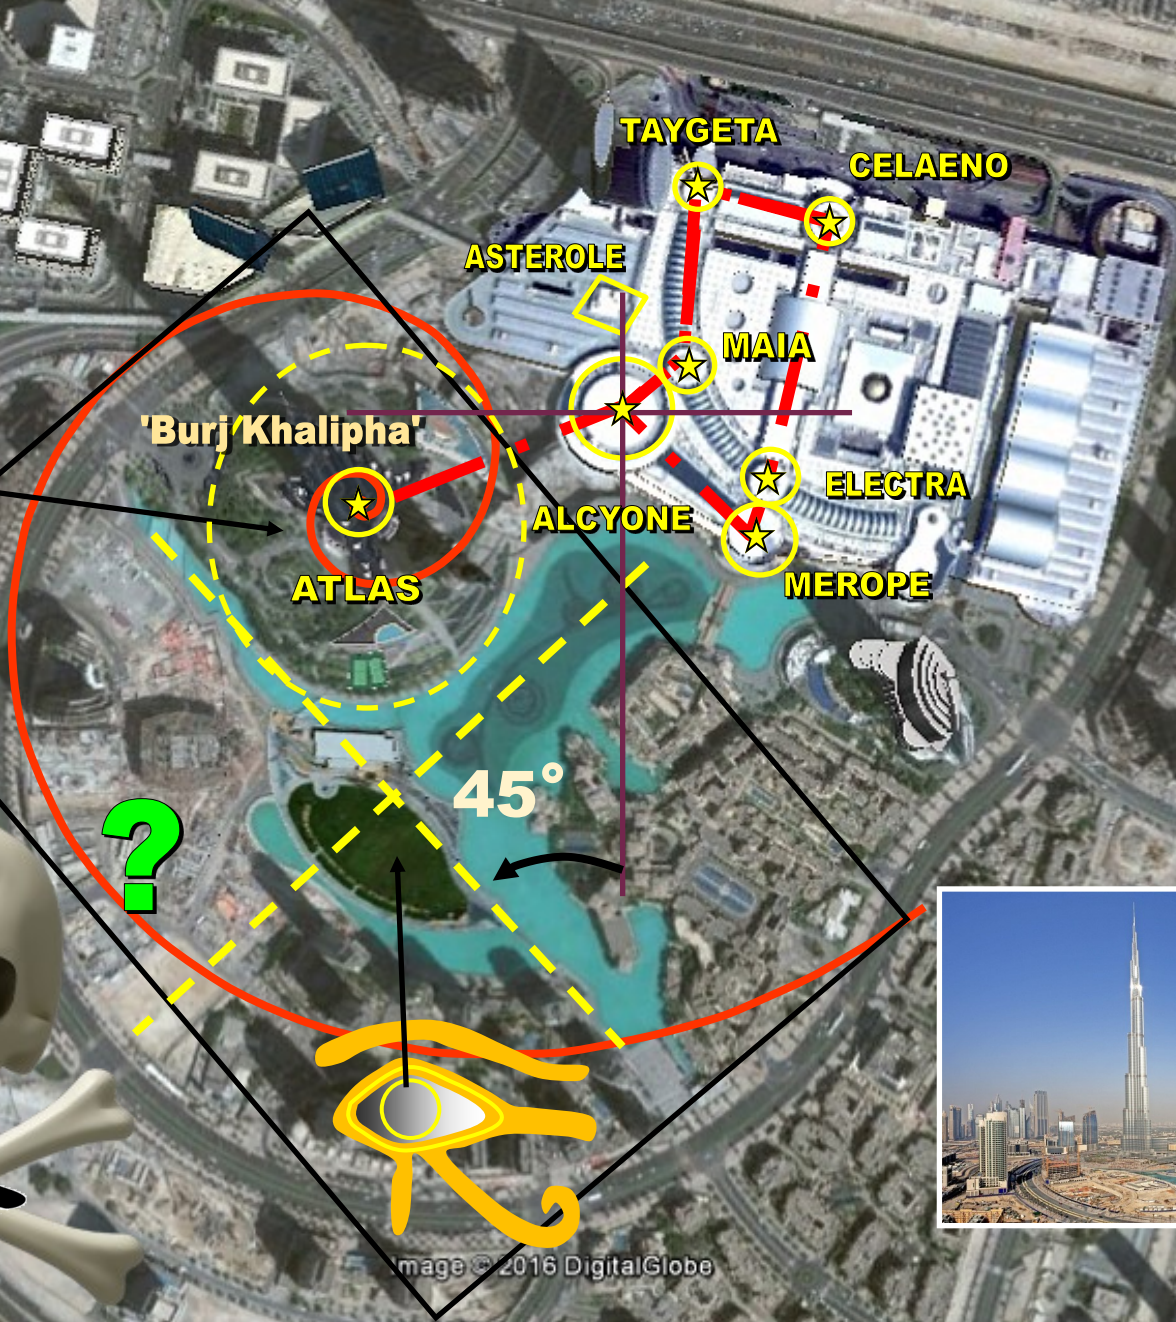 TAYGETA
CELAENO
ASTEROLE
MAIA
'Burj Khalipha'
ELECTRA
ALCYONE
ATLAS
MEROPE
45°
?
Image © 2016 DigitalGlobe